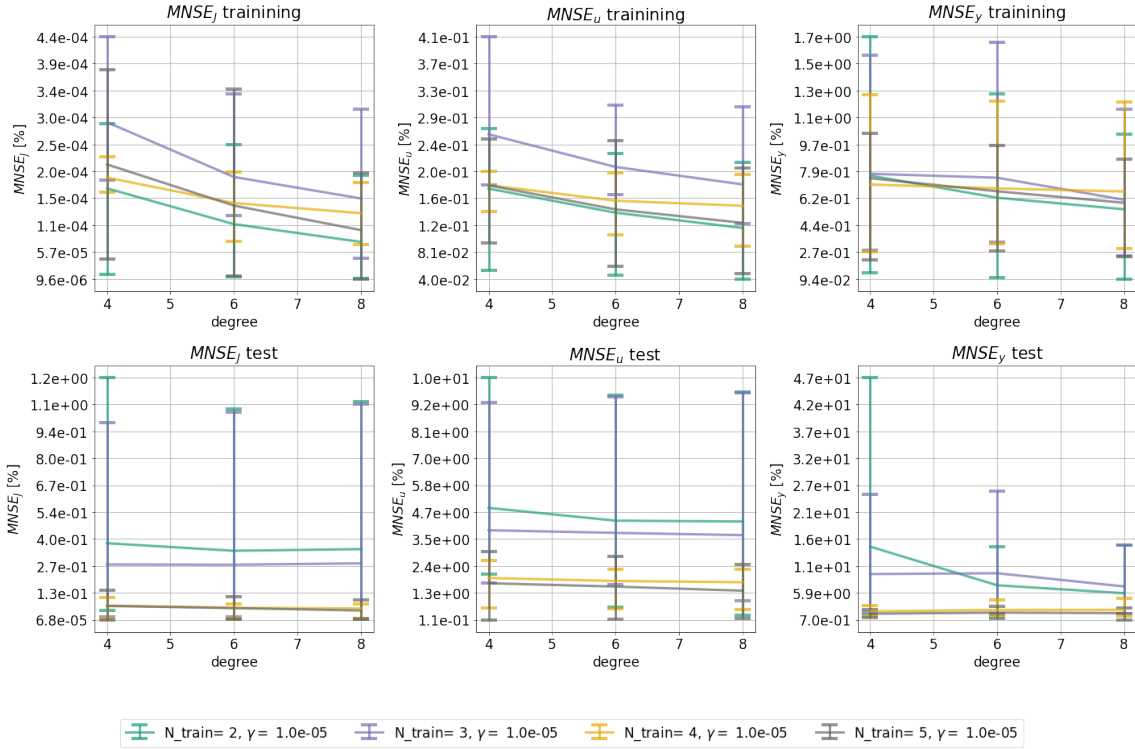 MNSE_J trainining
MNSE_J [%]
4.4e-04
3.9e-04
3.4e-04
3.0e-04
2.5e-04
2.0e-04
1.5e-04
1.1e-04
5.7e-05
9.6e-06
4 5 6 7 8
degree
MNSE_u trainining
MNSE_u [%]
4.1e-01
3.7e-01
3.3e-01
2.9e-01
2.4e-01
2.0e-01
1.6e-01
1.2e-01
8.1e-02
4.0e-02
4 5 6 7 8
degree
MNSE_y trainining
MNSE_y [%]
1.7e+00
1.5e+00
1.3e+00
1.1e+00
9.7e-01
7.9e-01
6.2e-01
4.4e-01
2.7e-01
9.4e-02
4 5 6 7 8
degree
MNSE_J test
MNSE_J [%]
1.2e+00
1.1e+00
9.4e-01
8.0e-01
6.7e-01
5.4e-01
4.0e-01
2.7e-01
1.3e-01
6.8e-05
4 5 6 7 8
degree
MNSE_u test
MNSE_u [%]
1.0e+01
9.2e+00
8.1e+00
7.0e+00
5.8e+00
4.7e+00
3.5e+00
2.4e+00
1.3e+00
1.1e-01
4 5 6 7 8
degree
MNSE_y test
MNSE_y [%]
4.7e+01
4.2e+01
3.7e+01
3.2e+01
2.7e+01
2.1e+01
1.6e+01
1.1e+01
5.9e+00
7.0e-01
4 5 6 7 8
degree
N_train= 2, γ = 1.0e-05 N_train= 3, γ = 1.0e-05 N_train= 4, γ = 1.0e-05 N_train= 5, γ = 1.0e-05